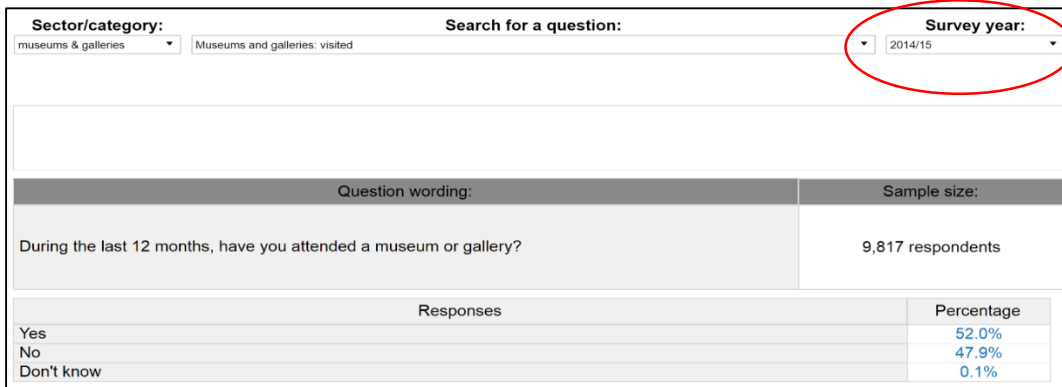 Sector/category: Search for a question: Survey year:
museums & galleries Museums and galleries: visited 2014/15
Question wording: Sample size:
During the last 12 months, have you attended a museum or gallery? 9,817 respondents
Responses Percentage
Yes 52.0%
No 47.9%
Don't know 0.1%